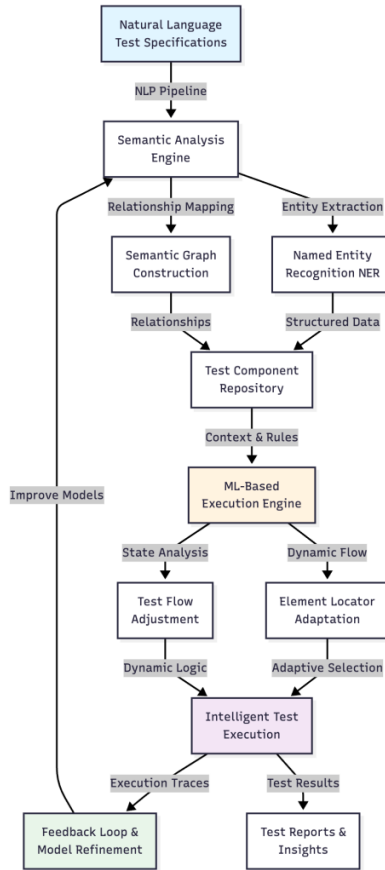 Natural Language
Test Specifications
NLP Pipeline
Semantic Analysis
Engine
Relationship Mapping
Entity Extraction
Semantic Graph
Construction
Named Entity
Recognition NER
Relationships
Structured Data
Test Component
Repository
Context & Rules
Improve Models
ML-Based
Execution Engine
State Analysis
Dynamic Flow
Test Flow
Adjustment
Element Locator
Adaptation
Dynamic Logic
Adaptive Selection
Intelligent Test
Execution
Execution Traces
Test Results
Feedback Loop &
Model Refinement
Test Reports &
Insights